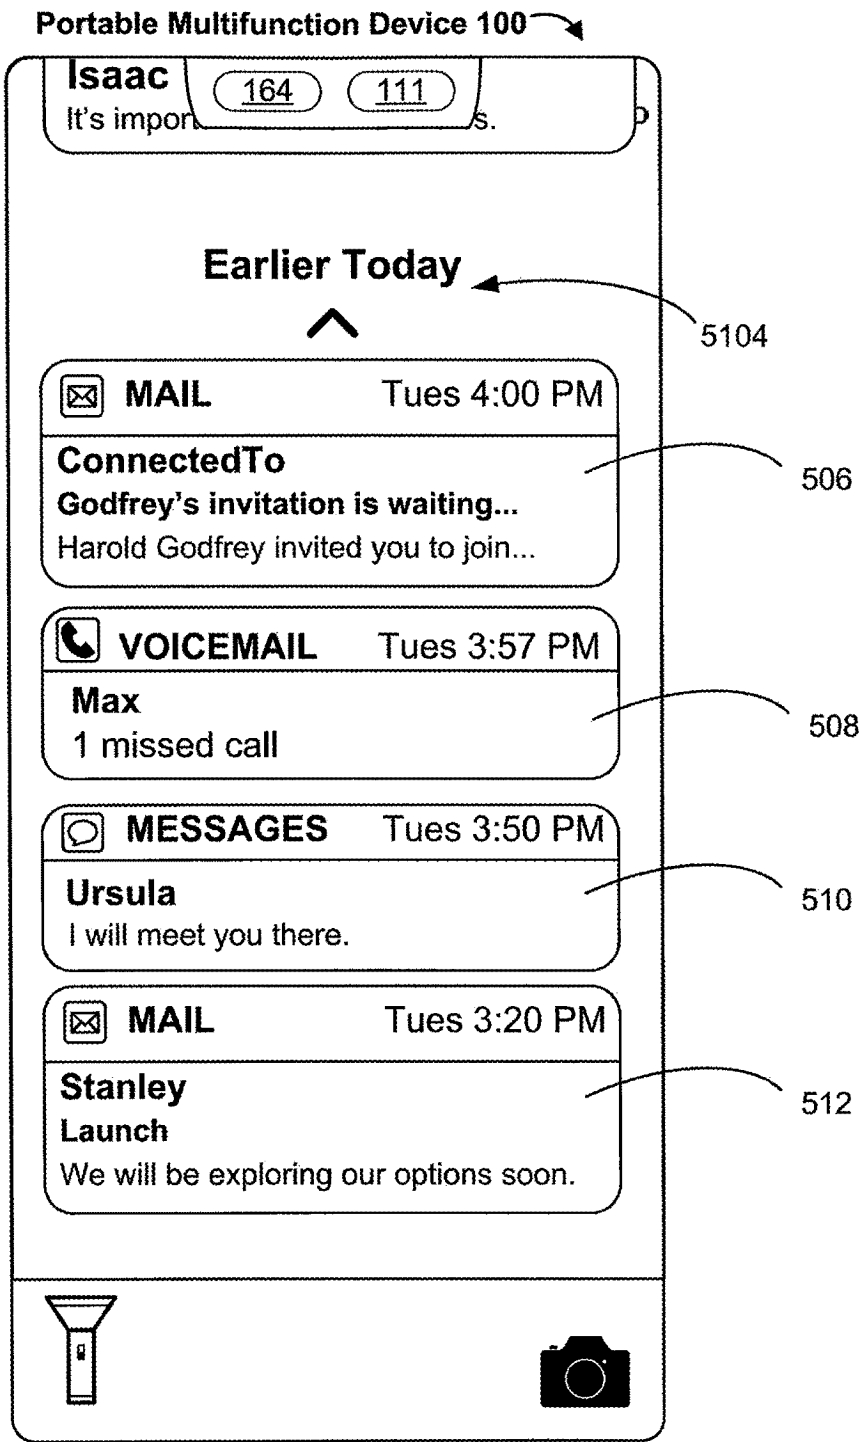 Portable Multifunction Device 100
Isaac
164 111
It's impor s.
Earlier Today
5104
MAIL Tues 4:00 PM
ConnectedTo
506
Godfrey's invitation is waiting...
Harold Godfrey invited you to join...
VOICEMAIL Tues 3:57 PM
Max
508
1 missed call
MESSAGES Tues 3:50 PM
Ursula
510
I will meet you there.
MAIL Tues 3:20 PM
Stanley
512
Launch
We will be exploring our options soon.